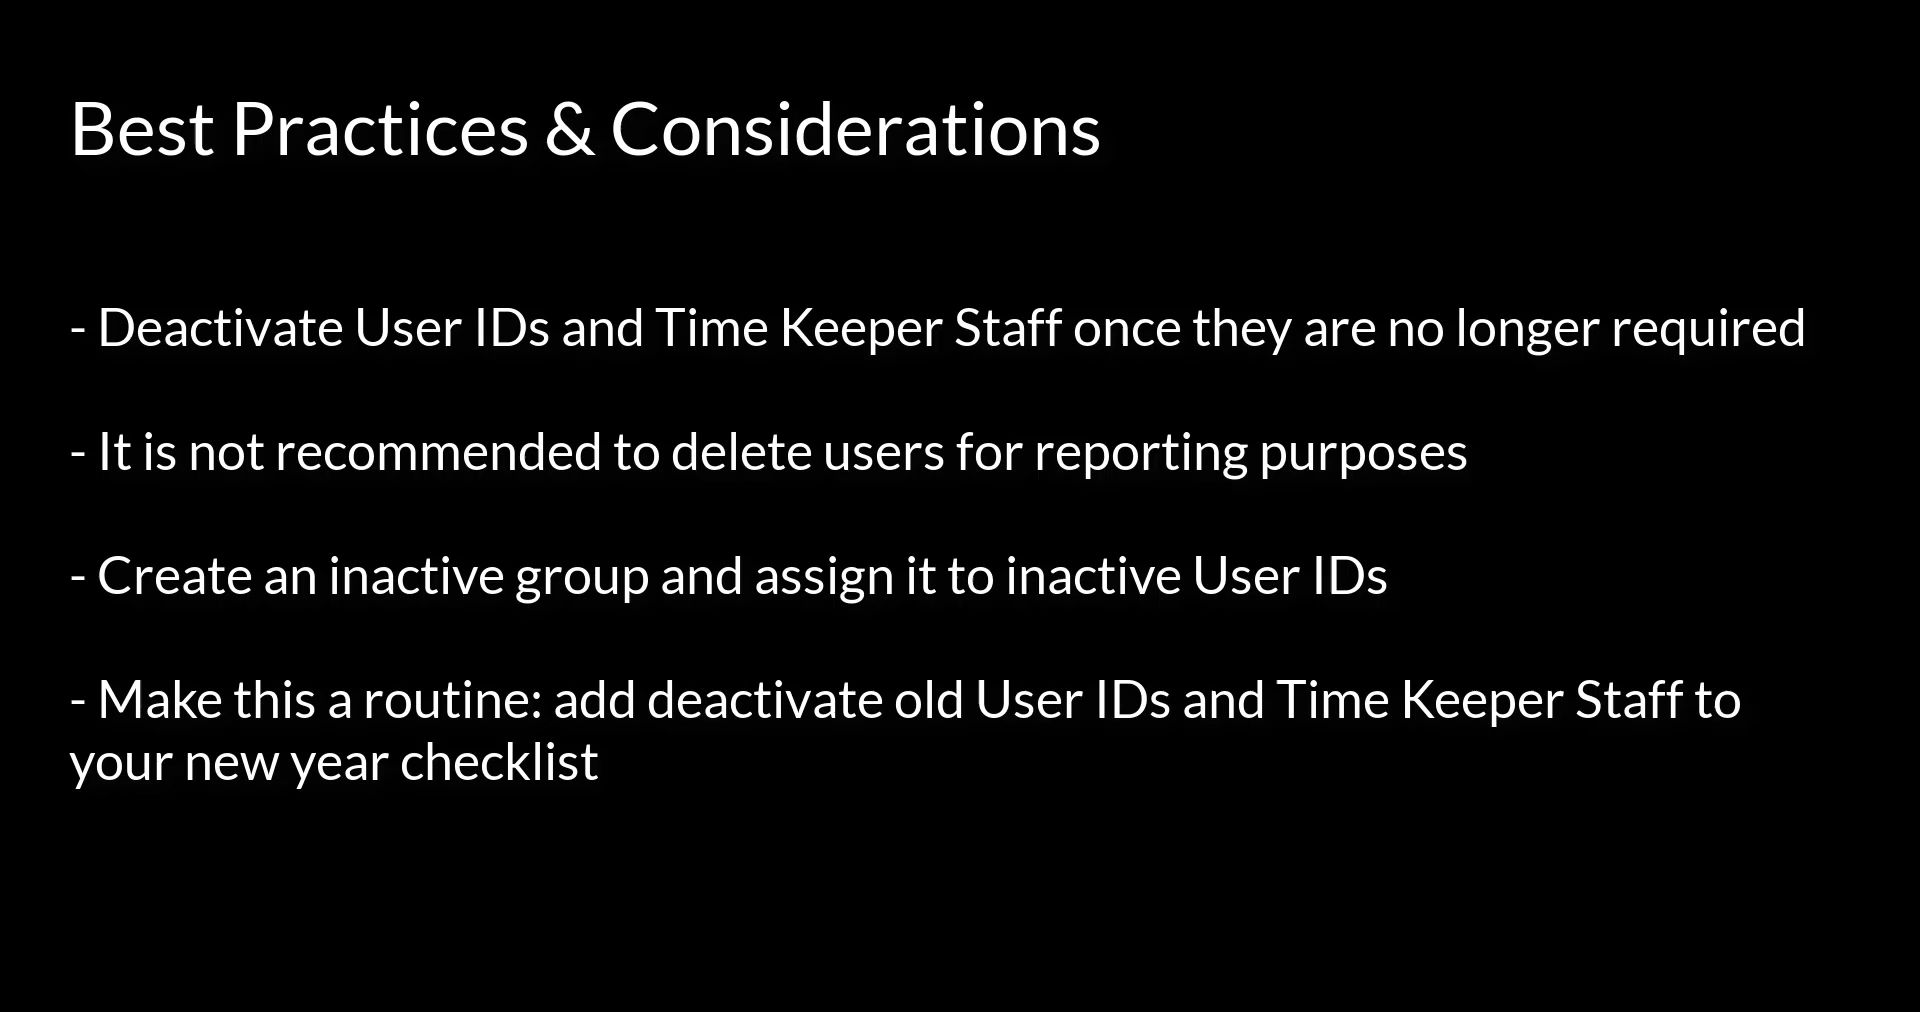 Best Practices & Considerations
- Deactivate User IDs and Time Keeper Staff once they are no longer required
- It is not recommended to delete users for reporting purposes
- Create an inactive group and assign it to inactive User IDs
- Make this a routine: add deactivate old User IDs and Time Keeper Staff to
your new year checklist